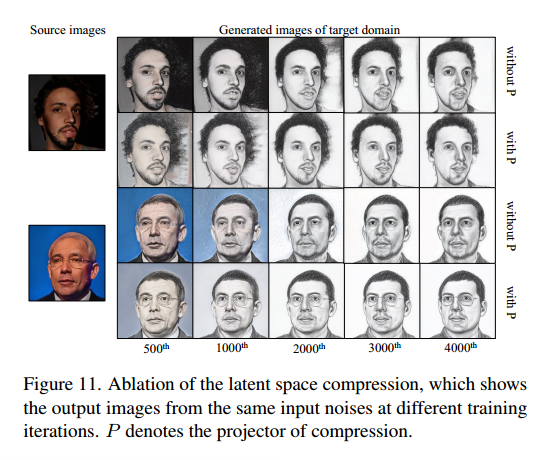 Source images
Generated images of target domain
without P
with P
without P
with P
500th
1000th
2000th
3000th
4000th
Figure 11. Ablation of the latent space compression, which shows
the output images from the same input noises at different training
iterations. P denotes the projector of compression.